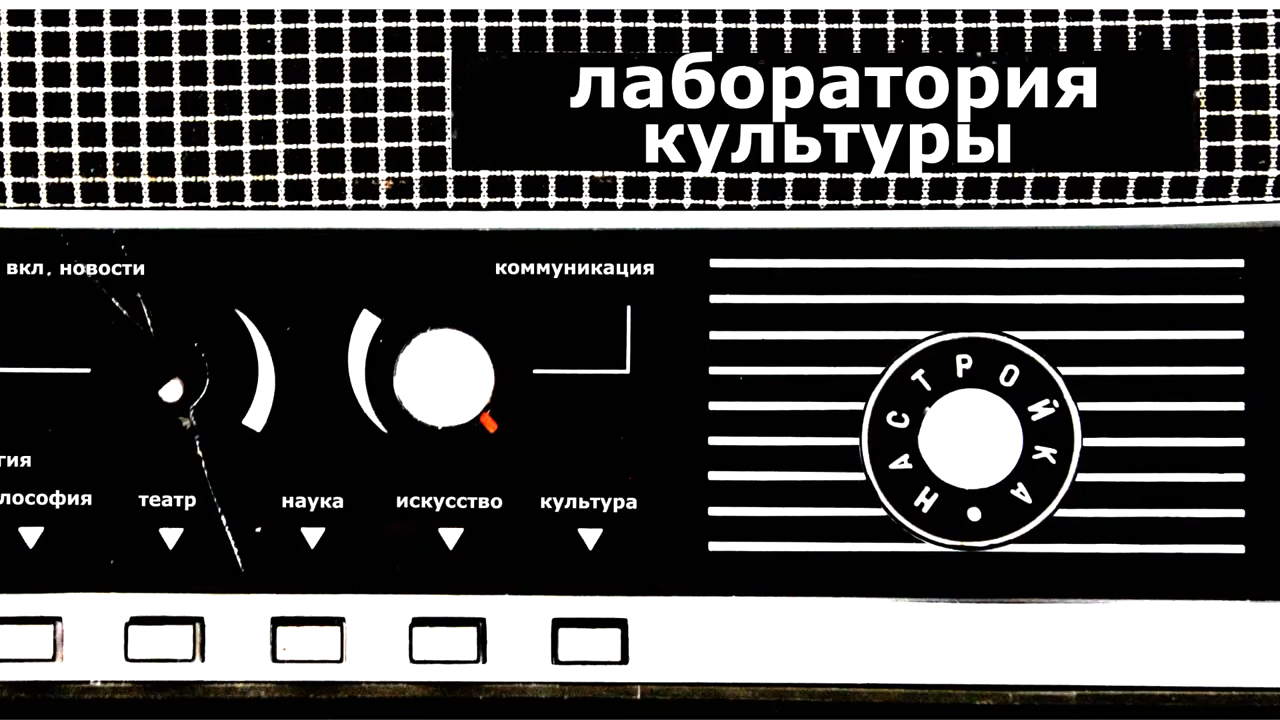 лаборатория
культуры
вкл. новости
коммуникация
НАСТРОЙКА
гия
лософия
театр
наука
искусство
культура